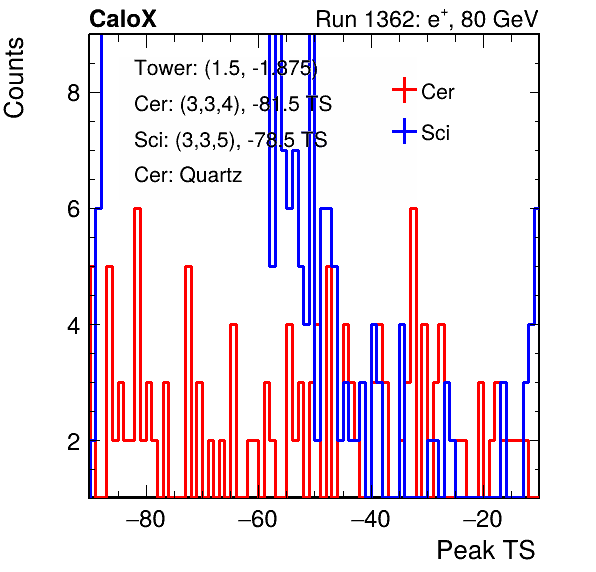 CaloX Run 1362: e⁺, 80 GeV
Counts
Tower: (1.5, -1.875)
Cer: (3,3,4), -81.5 TS
Sci: (3,3,5), -78.5 TS
Cer: Quartz
Cer
Sci
8
6
4
2
−80 −60 −40 −20
Peak TS